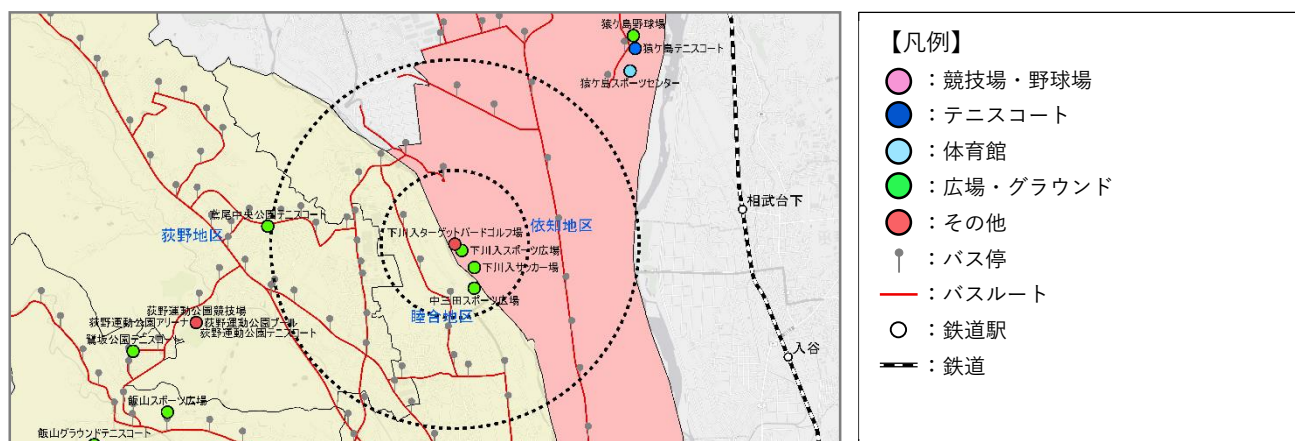 猿ケ島野球場
猿ケ島テニスコート
猿ケ島スポーツセンター
相武台下
鳶尾中央公園テニスコート
荻野地区
依知地区
下川入ターゲットバードゴルフ場
下川入スポーツ広場
下川入サッカー場
中三田スポーツ広場
睦合地区
荻野運動公園競技場
荻野運動公園アリーナ
荻野運動公園プール
荻野運動公園テニスコート
鷺坂公園テニスコート
入谷
飯山スポーツ広場
飯山グラウンドテニスコート
【凡例】
:競技場・野球場
:テニスコート
:体育館
:広場・グラウンド
:その他
:バス停
:バスルート
:鉄道駅
:鉄道